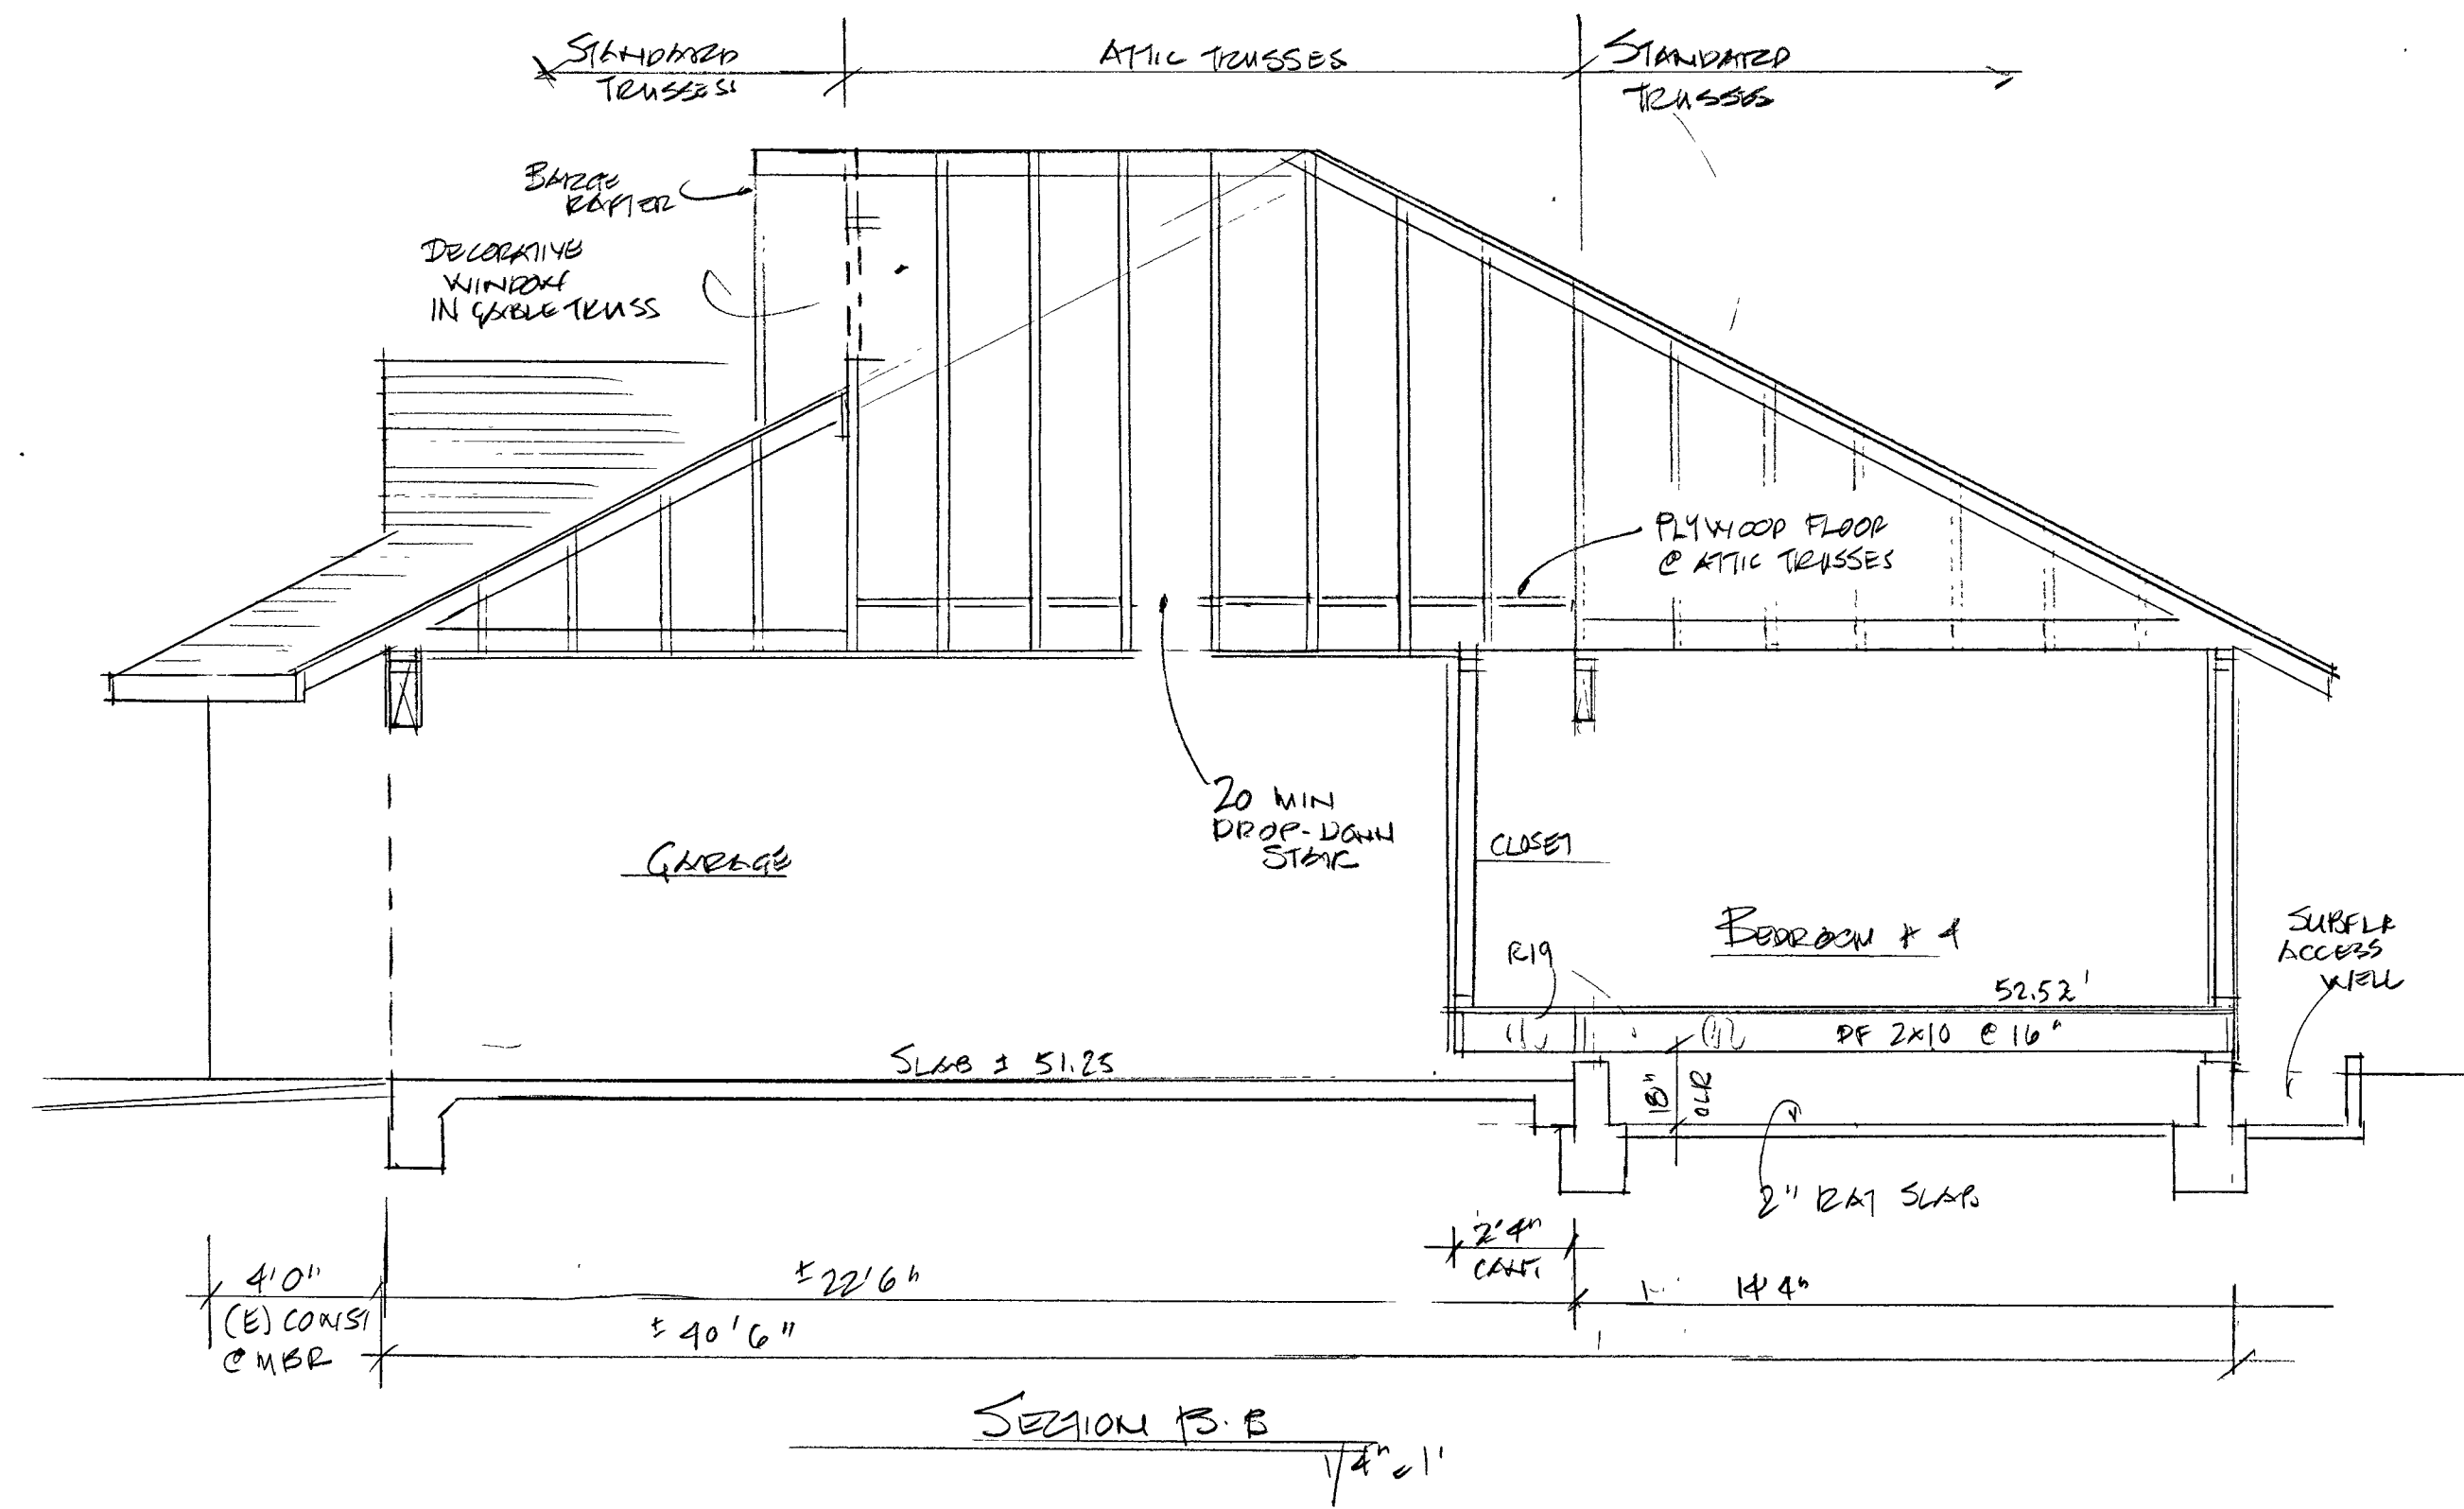 STANDARD
TRUSSES
ATTIC TRUSSES
STANDARD
TRUSSES
BARGE
RAFTER
DECORATIVE
WINDOW
IN GABLE TRUSS
PLYWOOD FLOOR
@ ATTIC TRUSSES
20 MIN
DROP-DOWN
STAIR
GARAGE
CLOSET
BEDROOM # 4
R19
SUBFLR
ACCESS
WELL
52.52'
DF 2x10 @ 16"
SLAB ± 51.25
18"
CLR
2" RAT SLAB
2'4"
CANT.
4'0"
(E) CONST
@ MBR
± 22'6"
14'4"
± 40'6"
SECTION B-B
1/4" = 1'